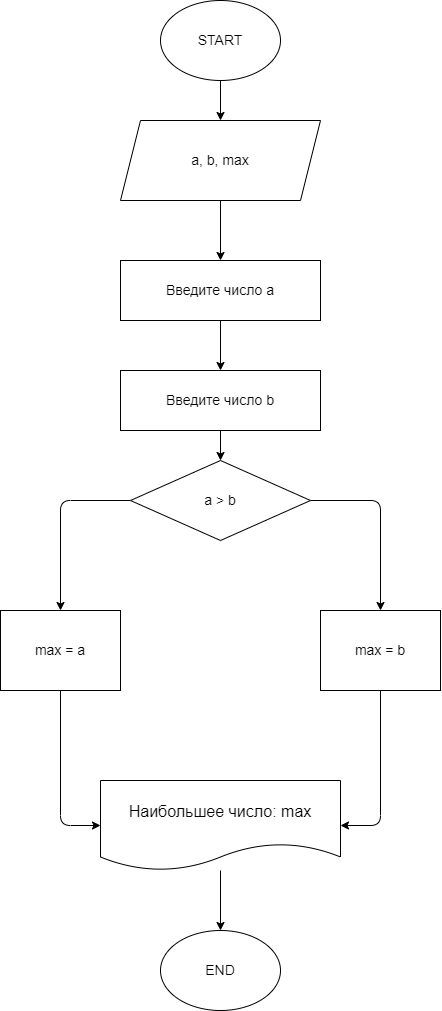 START
a, b, max
Введите число a
Введите число b
a > b
max = a
max = b
Наибольшее число: max
END